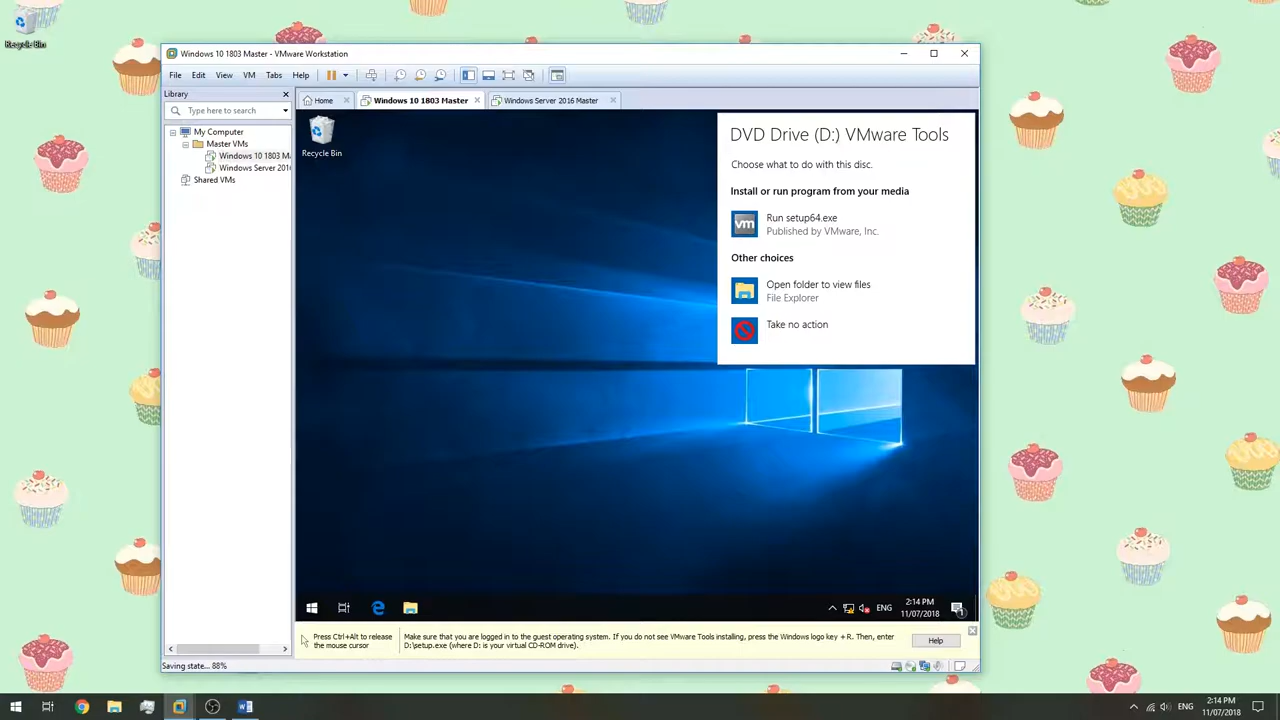 Recycle Bin
Windows 10 1803 Master - VMware Workstation
File Edit View VM Tabs Help
Library
Type here to search
My Computer
Master VMs
Windows 10 1803 M
Windows Server 201
Shared VMs
Home
Windows 10 1803 Master
Windows Server 2016 Master
Recycle Bin
DVD Drive (D:) VMware Tools
Choose what to do with this disc.
Install or run program from your media
vm
Run setup64.exe
Published by VMware, Inc.
Other choices
Open folder to view files
File Explorer
Take no action
ENG
2:14 PM
11/07/2018
1
Press Ctrl+Alt to release
the mouse cursor
Make sure that you are logged in to the guest operating system. If you do not see VMware Tools installing, press the Windows logo key +R. Then, enter
D:\setup.exe (where D: is your virtual CD-ROM drive).
Help
Saving state... 88%
ENG
2:14 PM
11/07/2018